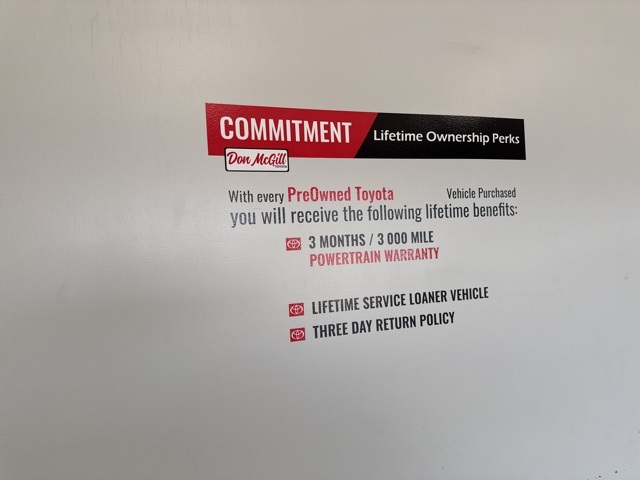 COMMITMENT Lifetime Ownership Perks
Don McGill
With every PreOwned Toyota Vehicle Purchased
you will receive the following lifetime benefits:
3 MONTHS / 3 000 MILE
POWERTRAIN WARRANTY
LIFETIME SERVICE LOANER VEHICLE
THREE DAY RETURN POLICY